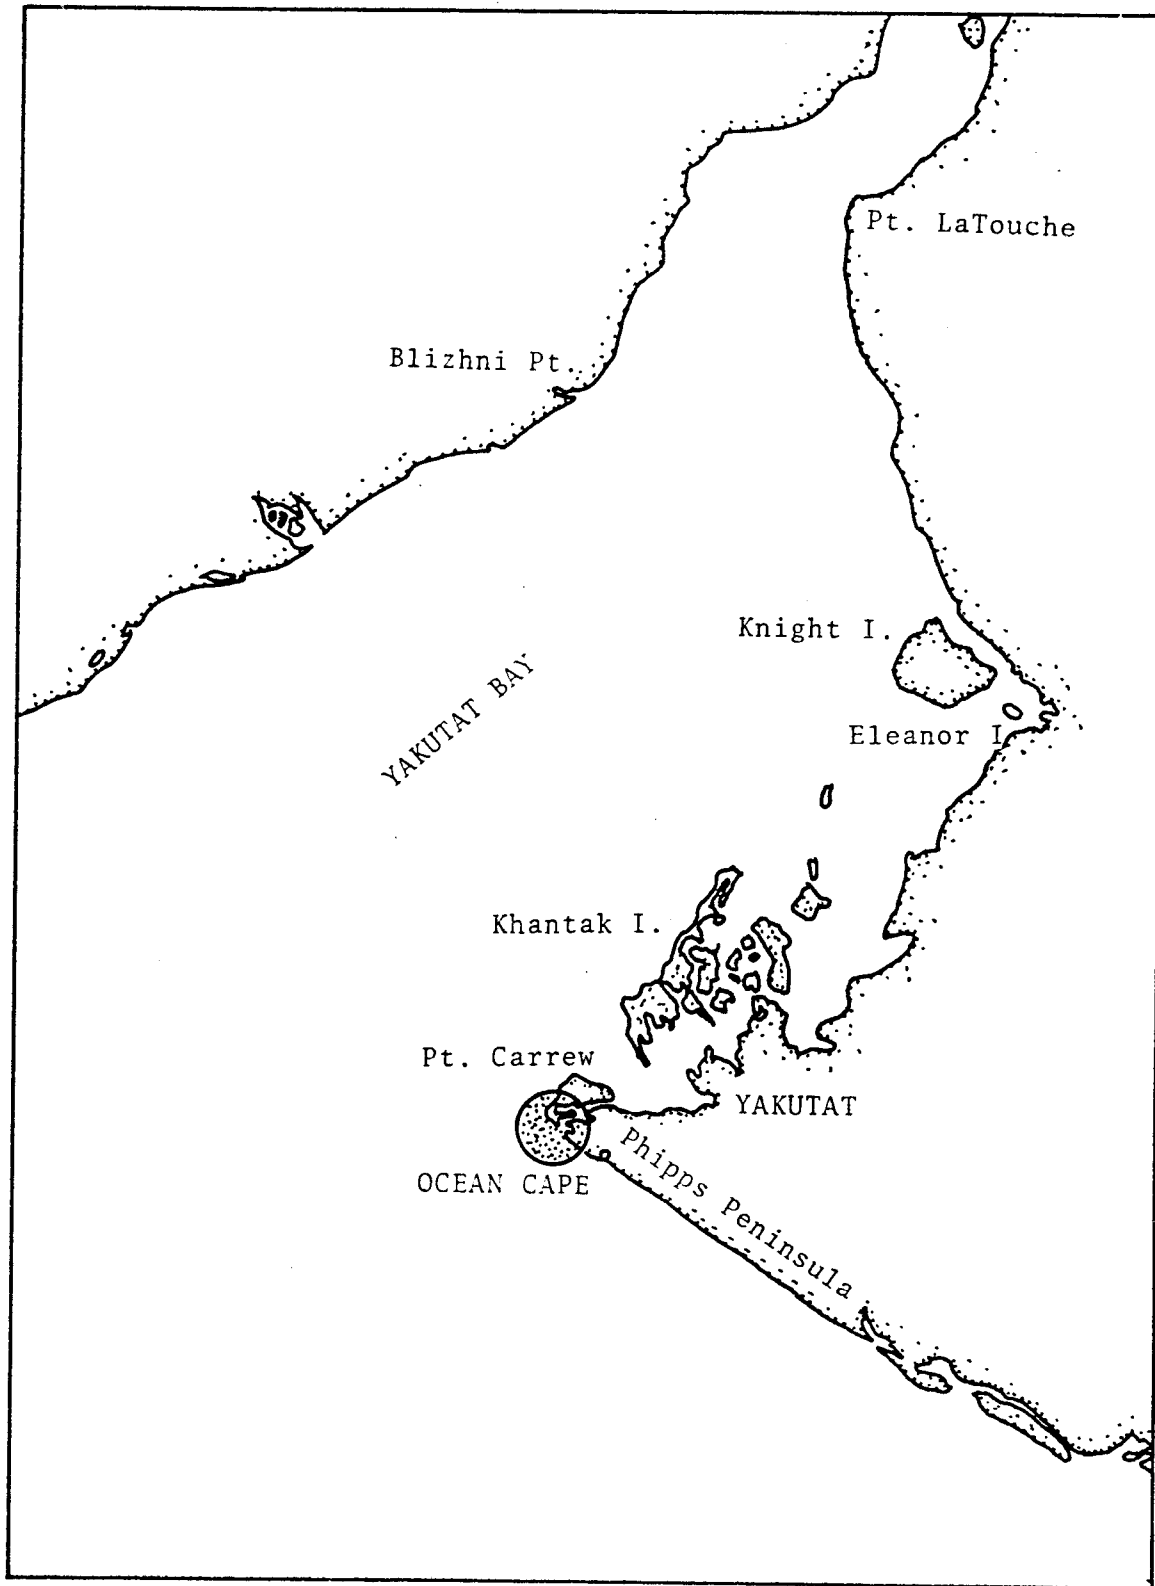 Pt. LaTouche
Blizhni Pt.
Knight I.
YAKUTAT BAY
Eleanor I
Khantak I.
Pt. Carrew
YAKUTAT
Phipps Peninsula
OCEAN CAPE